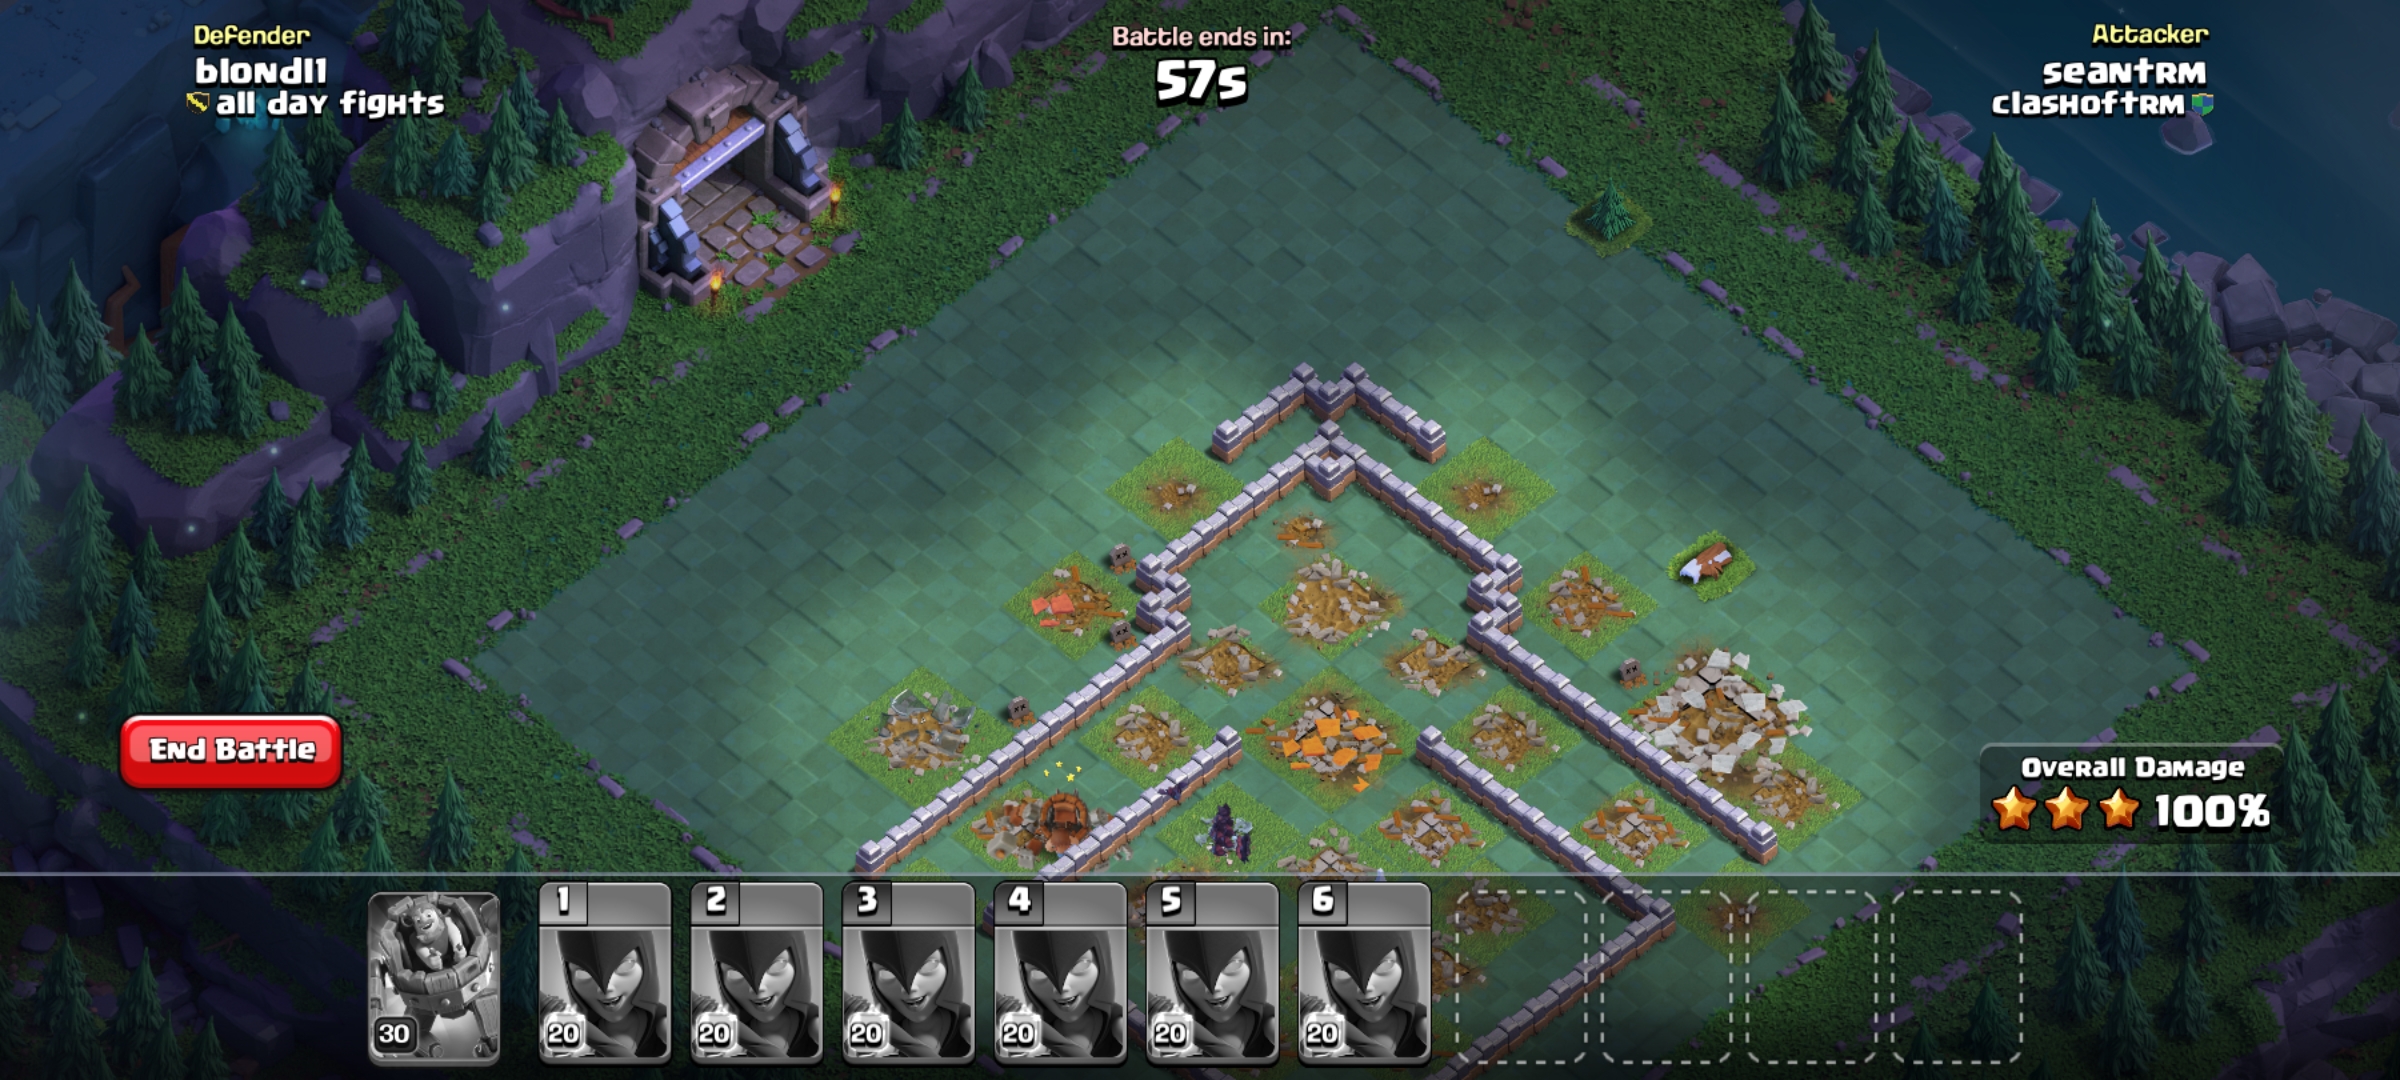 Defender
blondl1
all day fights
Battle ends in:
57s
Attacker
seantRM
clashoftRM
End Battle
Overall Damage
100%
1 2 3 4 5 6
30 20 20 20 20 20 20